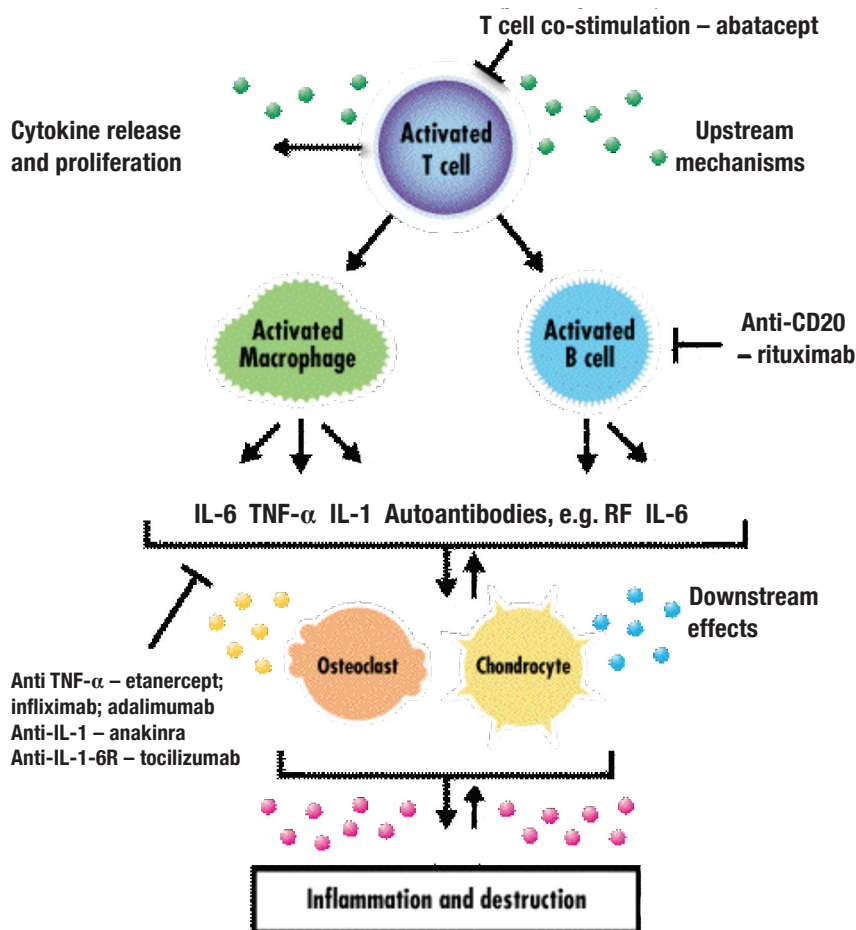 T cell co-stimulation – abatacept
Cytokine release
and proliferation
Activated
T cell
Upstream
mechanisms
Activated
Macrophage
Activated
B cell
Anti-CD20
– rituximab
IL-6 TNF-α IL-1 Autoantibodies, e.g. RF IL-6
Downstream
effects
Osteoclast
Chondrocyte
Anti TNF-α – etanercept;
infliximab; adalimumab
Anti-IL-1 – anakinra
Anti-IL-1-6R – tocilizumab
Inflammation and destruction